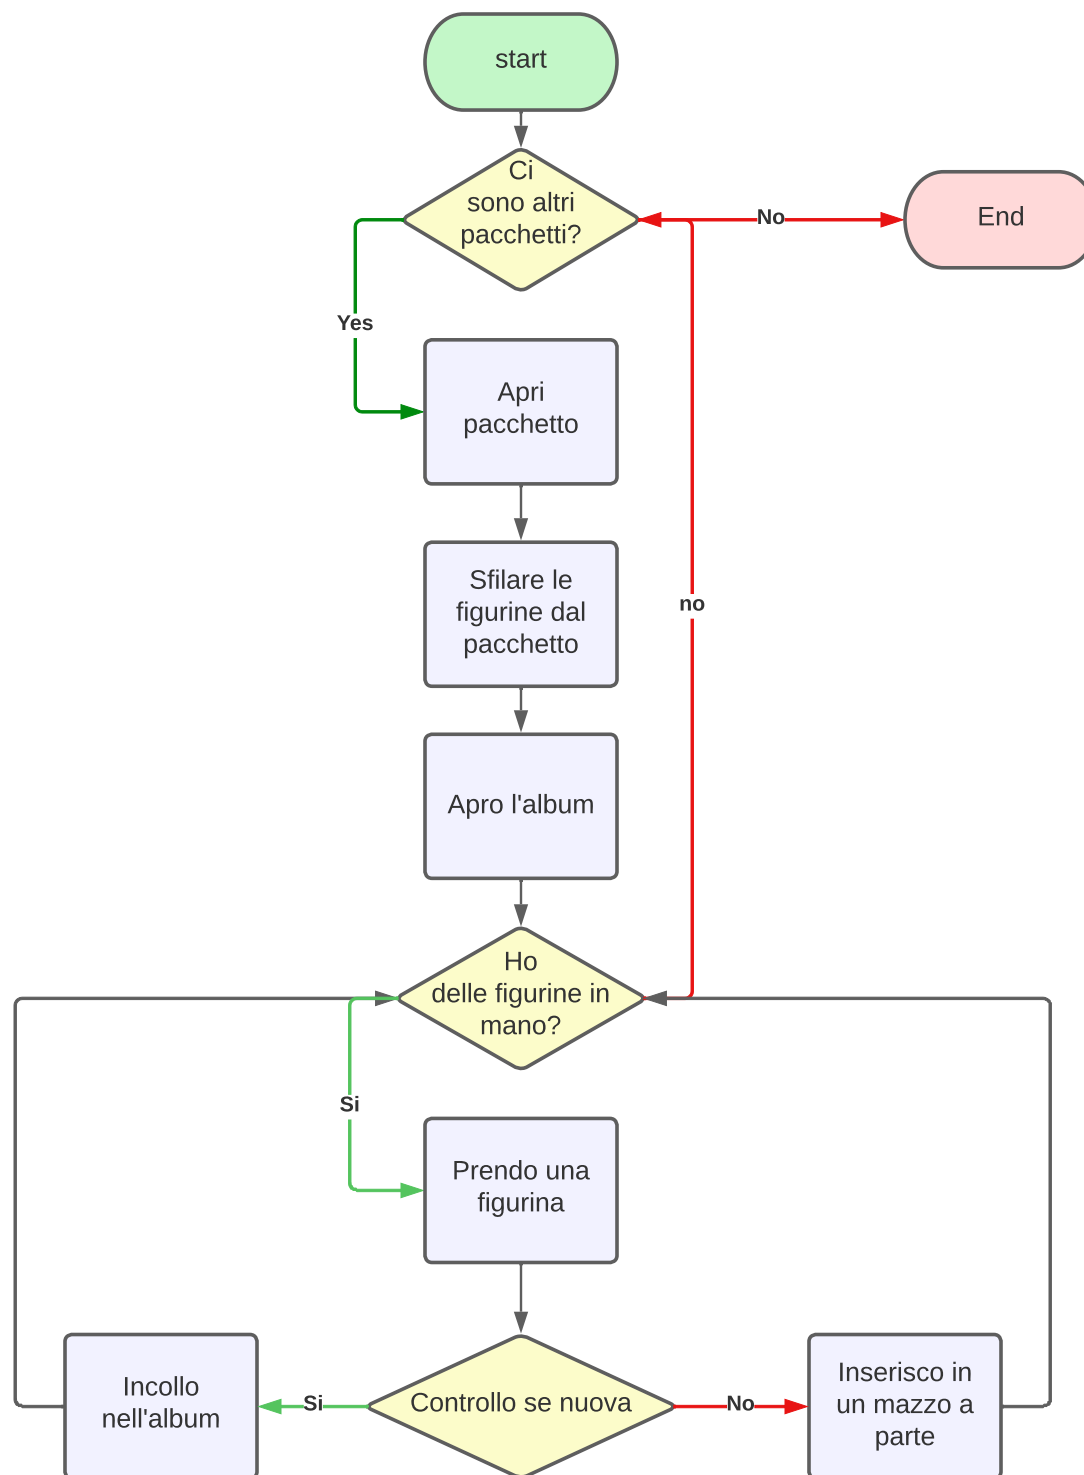 start
Ci
sono altri
pacchetti?
No
End
Yes
Apri
pacchetto
Sfilare le
figurine dal
pacchetto
no
Apro l'album
Ho
delle figurine in
mano?
Si
Prendo una
figurina
Incollo
nell'album
Si
Controllo se nuova
No
Inserisco in
un mazzo a
parte